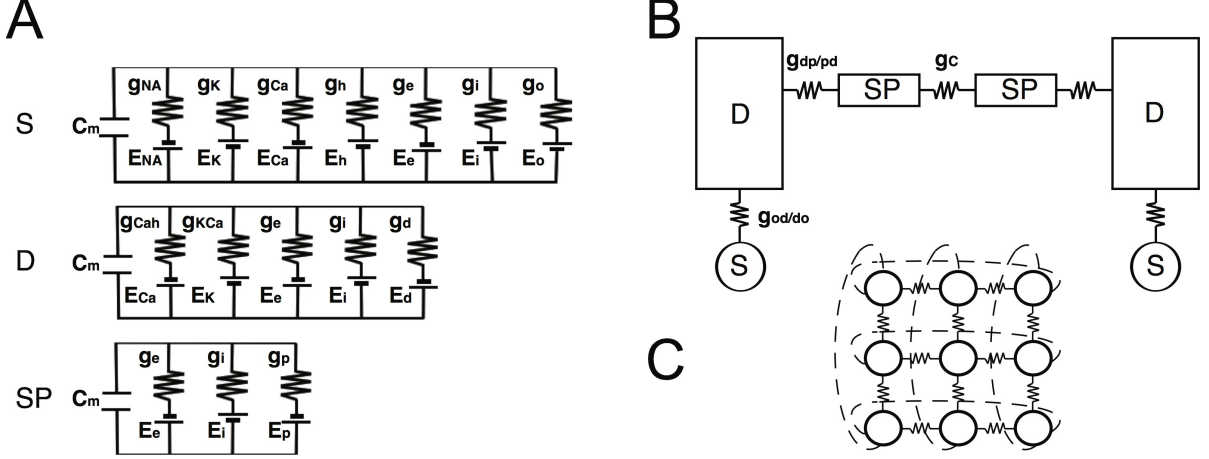 A
S
Cm
gNA gK gCa gh ge gi go
ENA EK ECa Eh Ee Ei Eo
D
Cm
gCah gKCa ge gi gd
ECa EK Ee Ei Ed
SP
Cm
ge gi gp
Ee Ei Ep
B
D gdp/pd SP gC SP D
god/do
S S
C